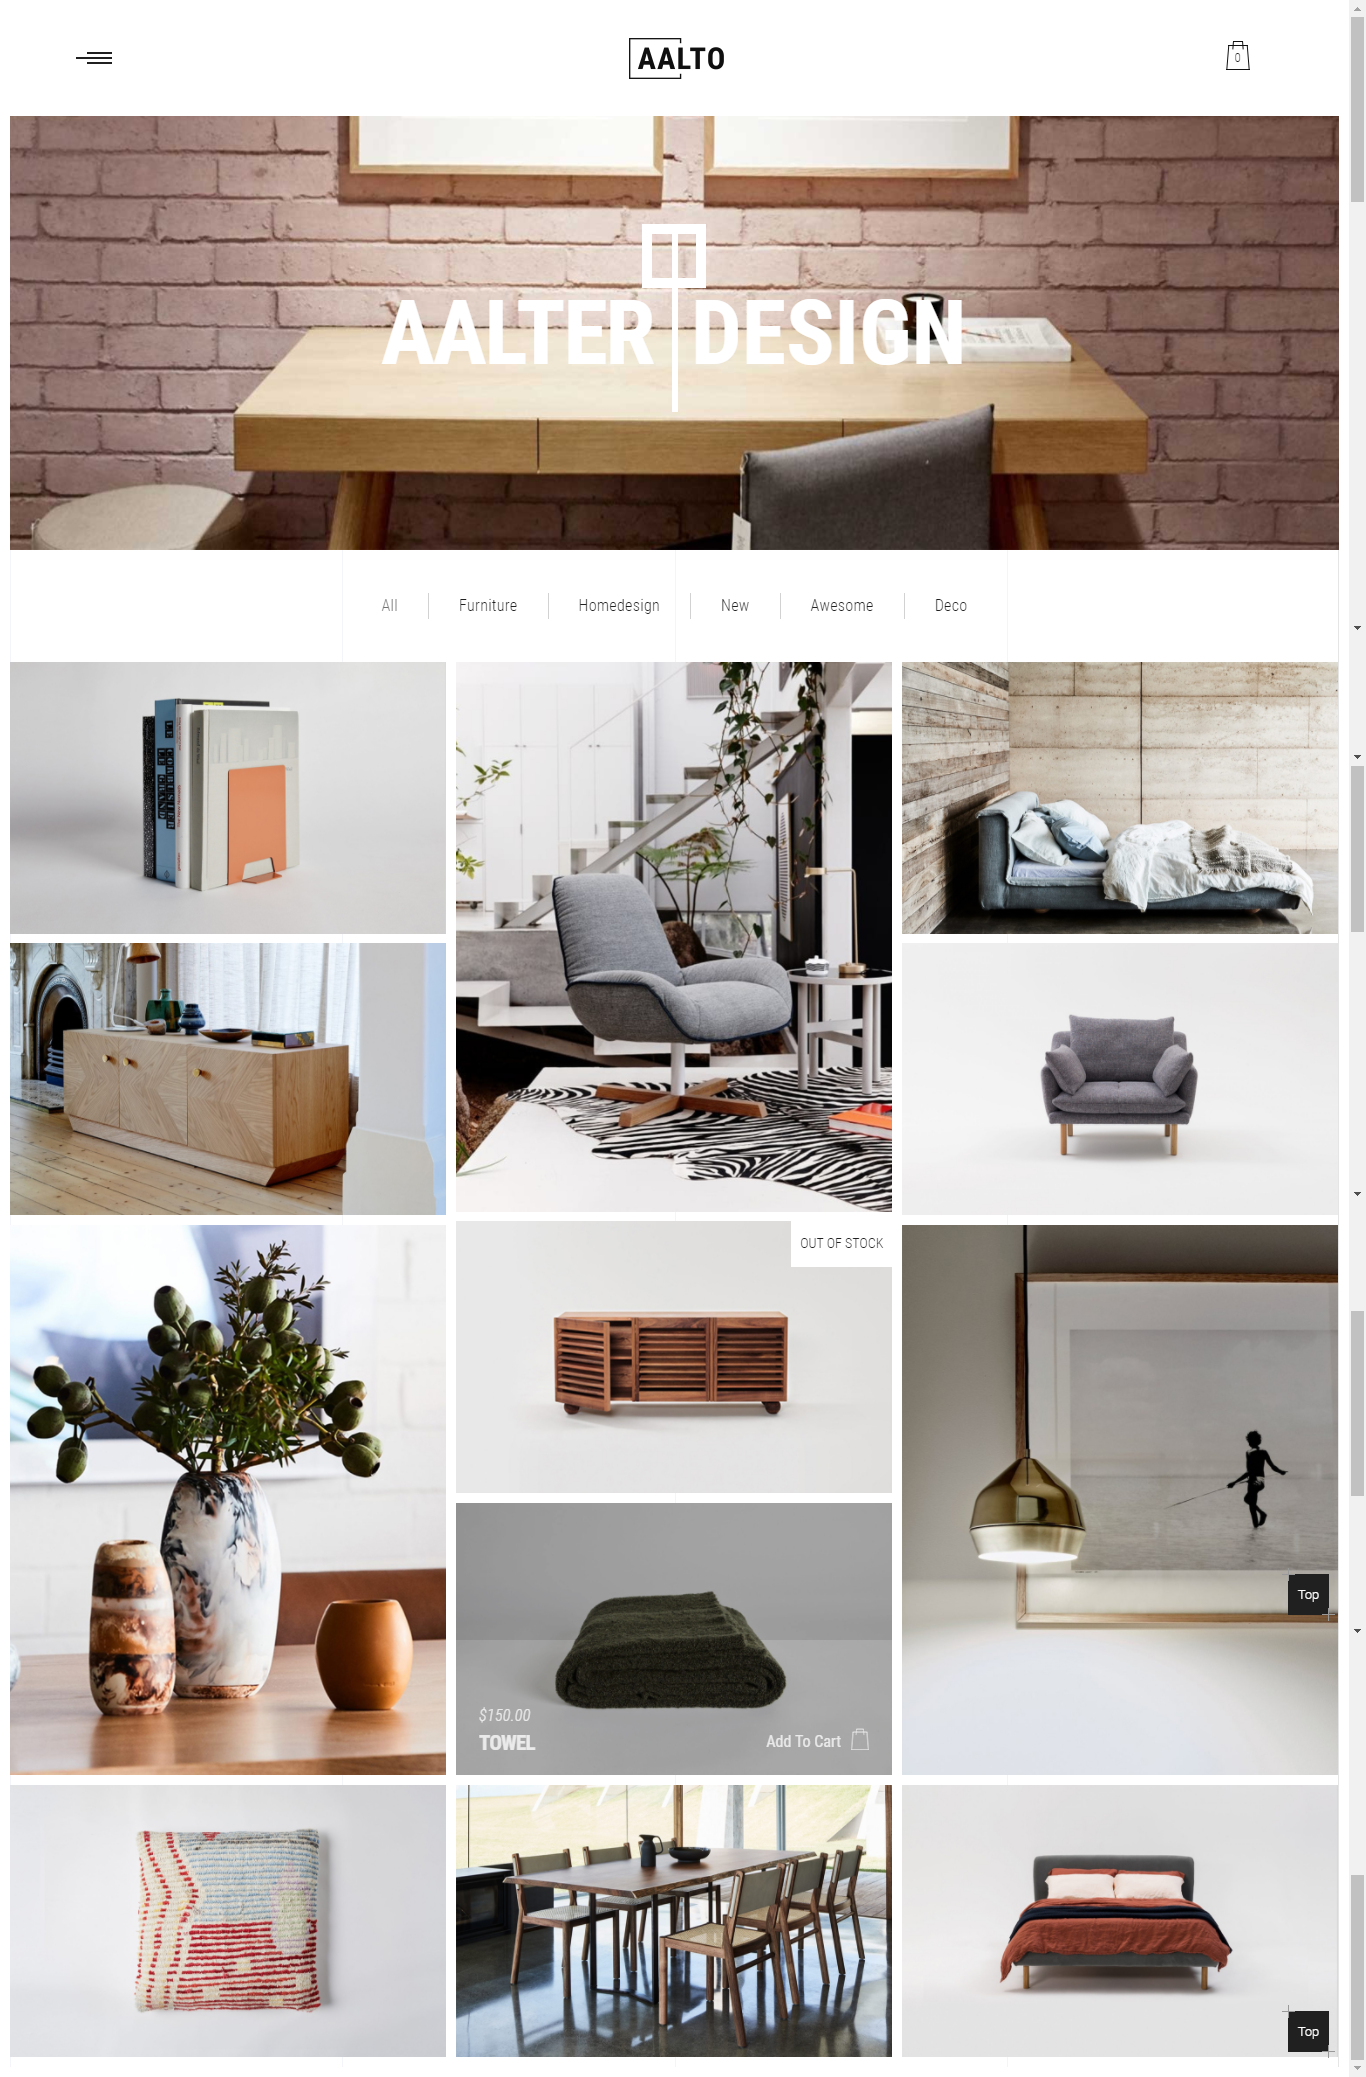 AALTO
0
AALTER DESIGN
All
Furniture
Homedesign
New
Awesome
Deco
OUT OF STOCK
Top
$150.00
TOWEL
Add To Cart
Top